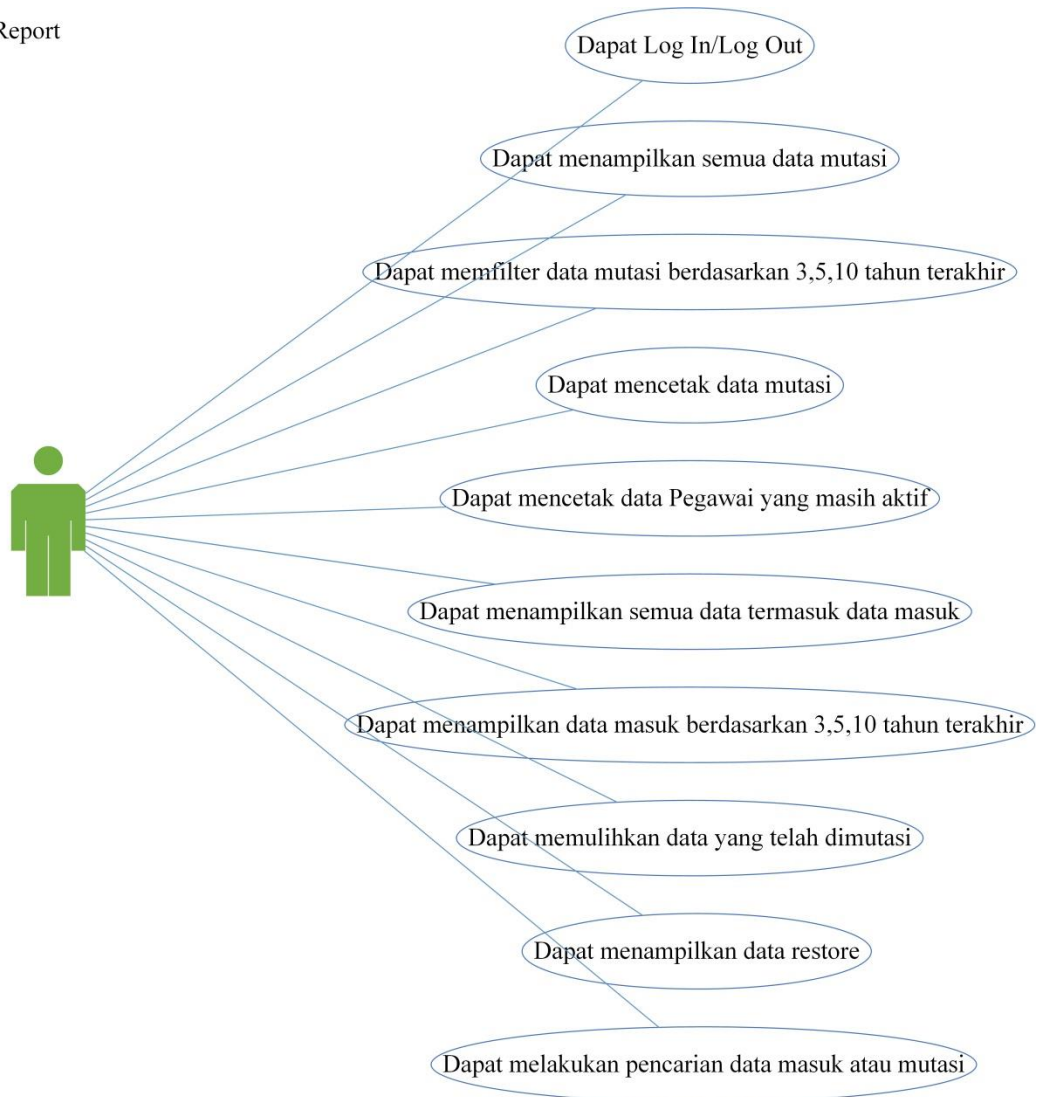 Report
Dapat Log In/Log Out
Dapat menampilkan semua data mutasi
Dapat memfilter data mutasi berdasarkan 3,5,10 tahun terakhir
Dapat mencetak data mutasi
Dapat mencetak data Pegawai yang masih aktif
Dapat menampilkan semua data termasuk data masuk
Dapat menampilkan data masuk berdasarkan 3,5,10 tahun terakhir
Dapat memulihkan data yang telah dimutasi
Dapat menampilkan data restore
Dapat melakukan pencarian data masuk atau mutasi